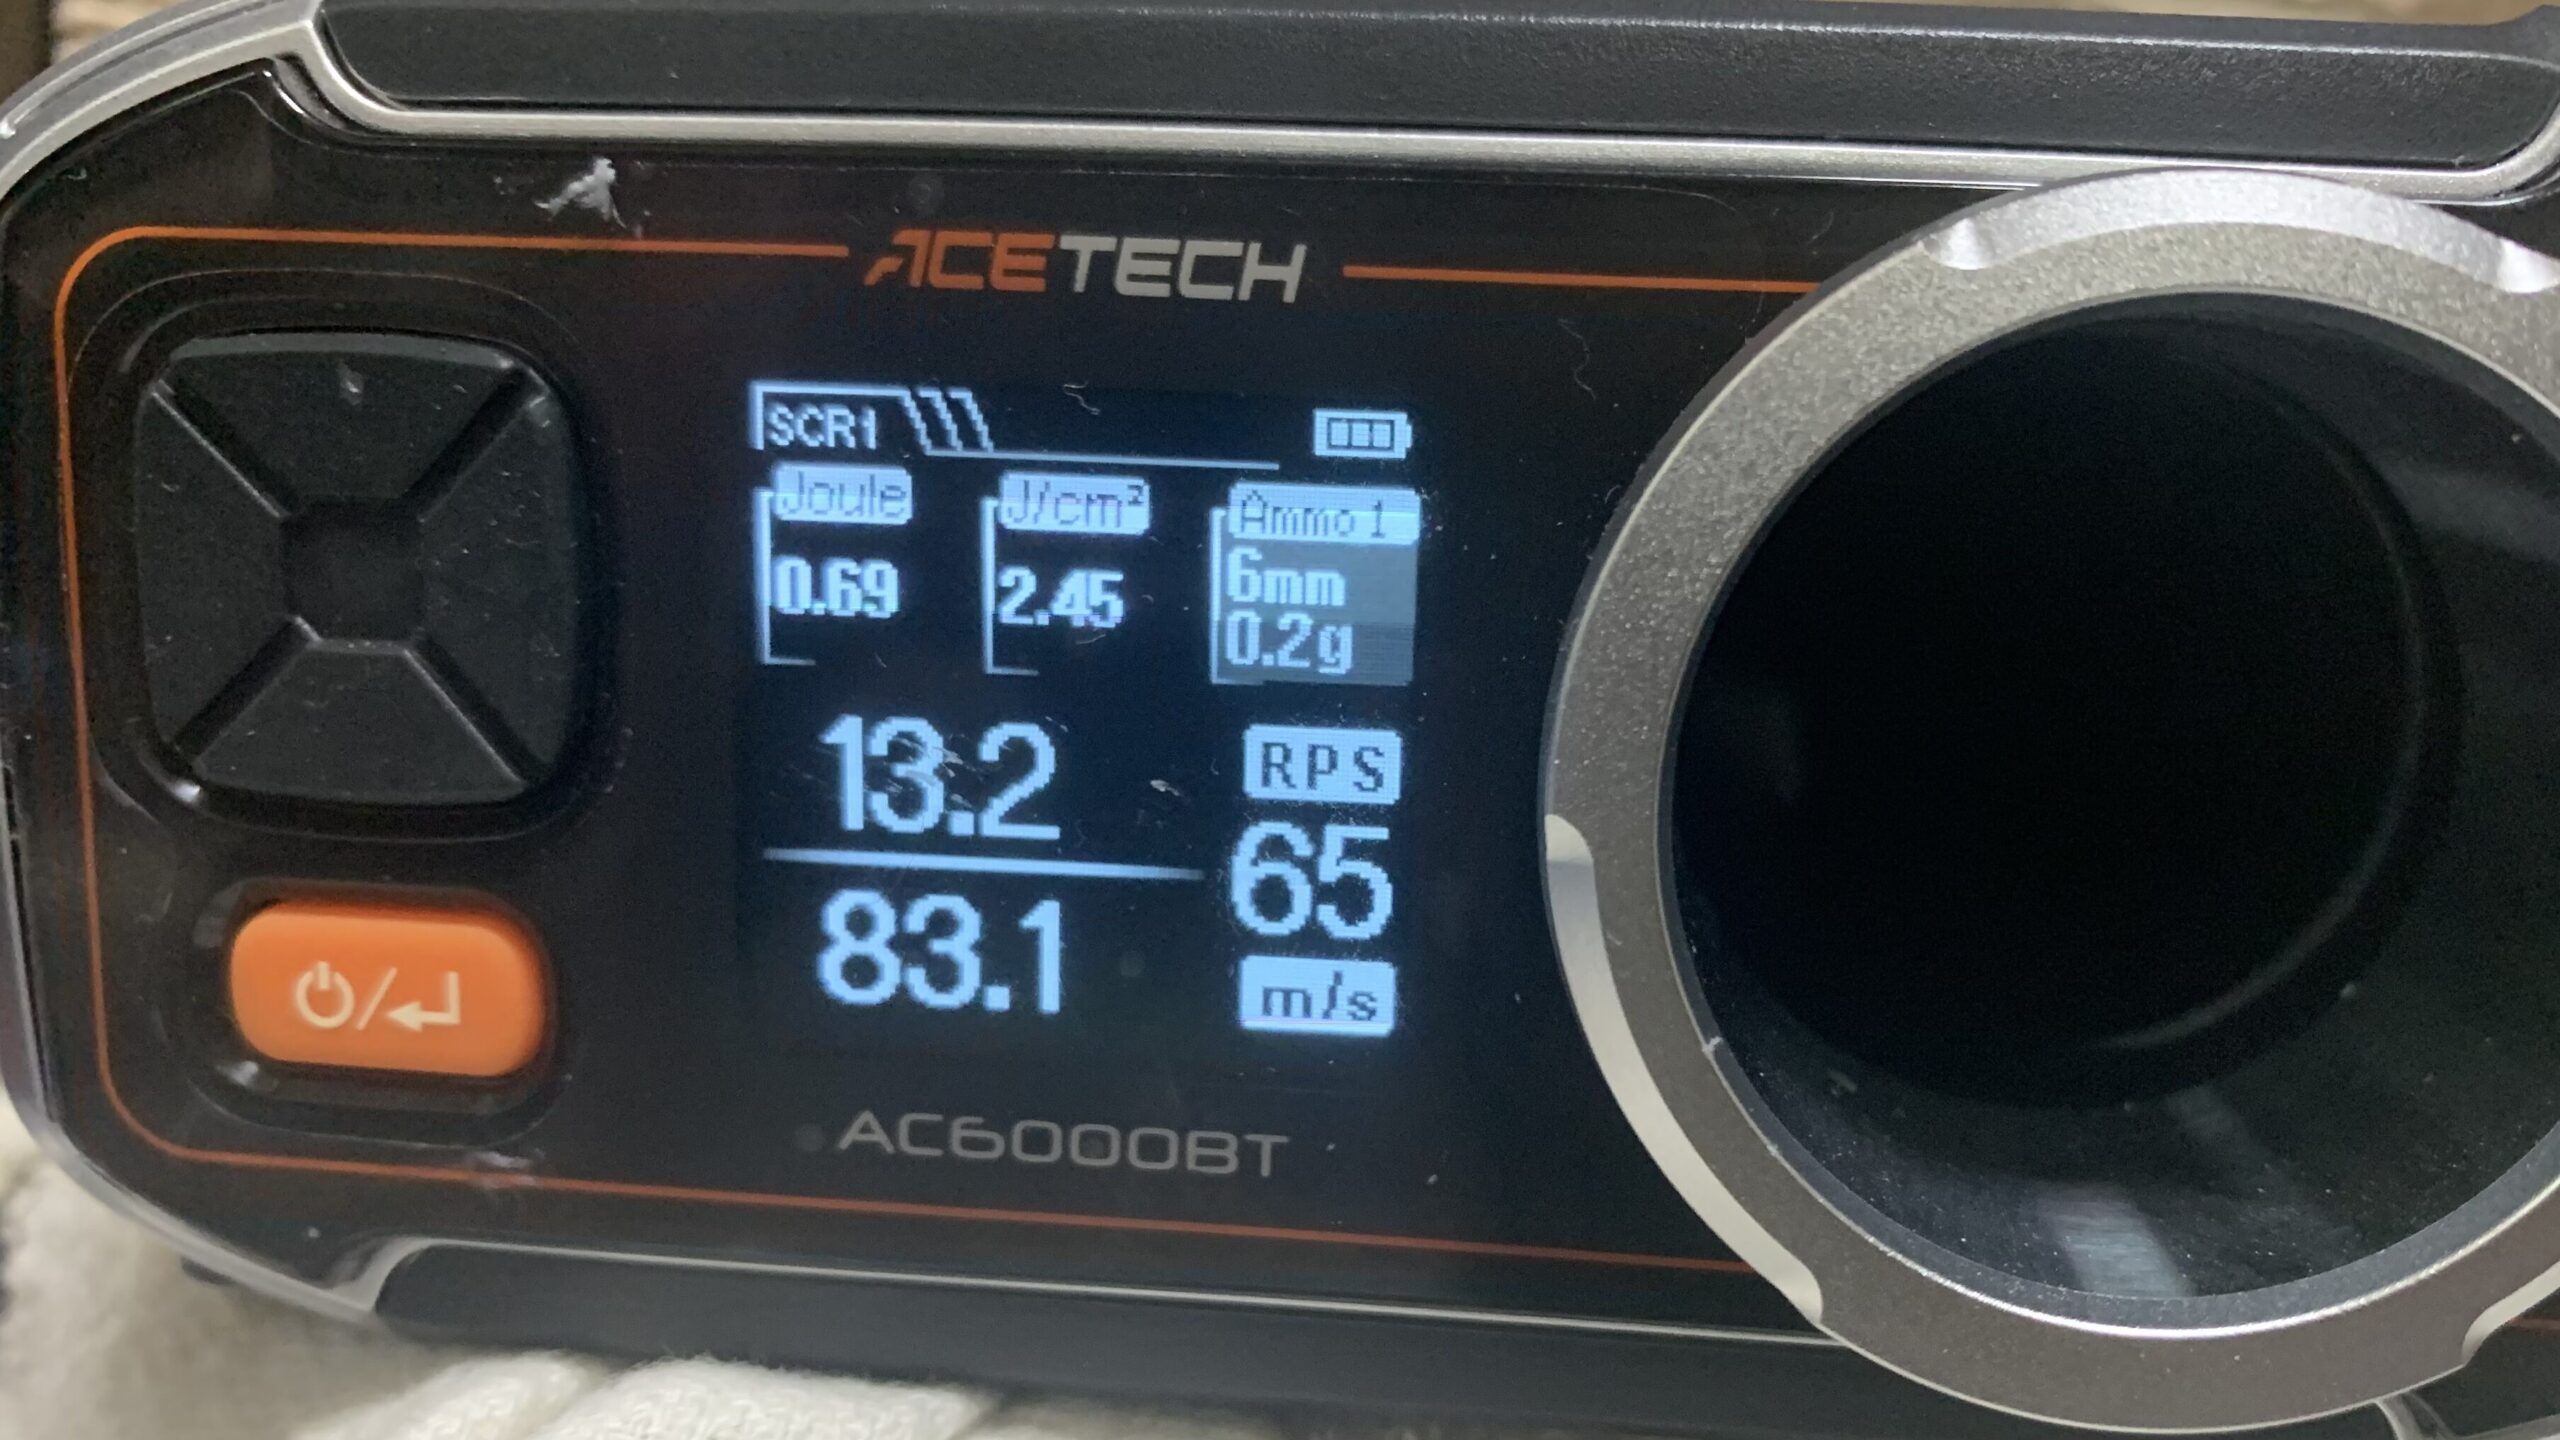 ACETECH
SCR1
Joule J/cm² Ammo 1
0.69 2.45 6mm
0.2g
13.2 RPS
65
83.1 m/s
AC6000BT